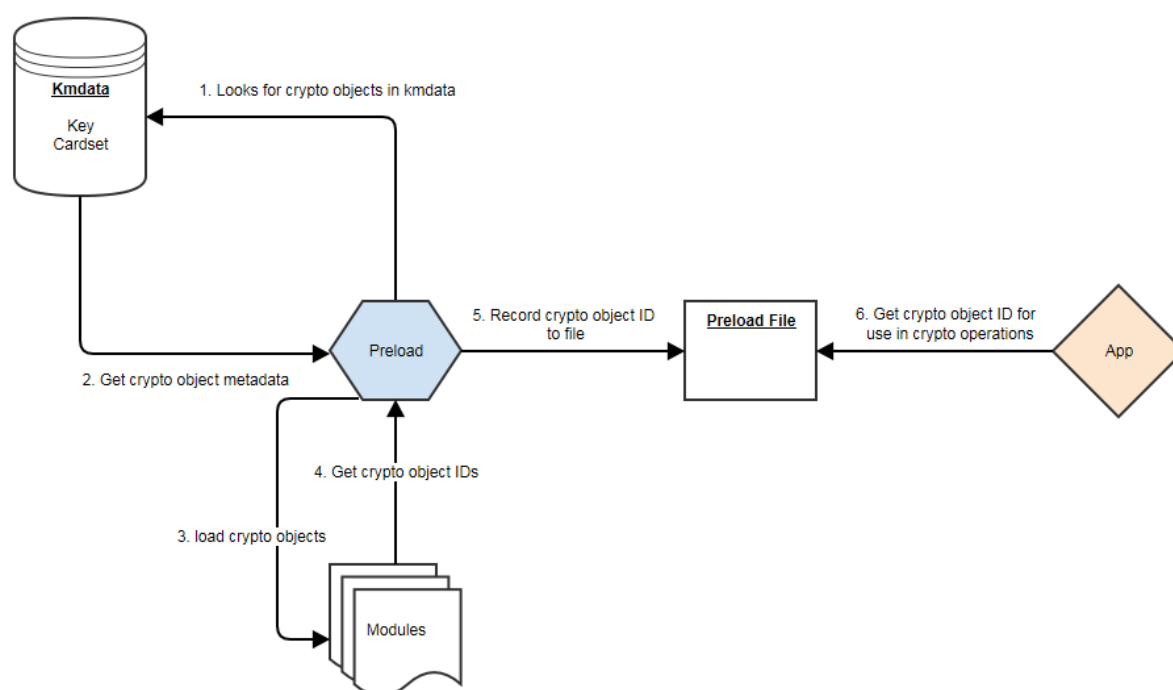 Kmdata
Key
Cardset
1. Looks for crypto objects in kmdata
2. Get crypto object metadata
Preload
3. load crypto objects
4. Get crypto object IDs
Modules
5. Record crypto object ID
to file
Preload File
6. Get crypto object ID for
use in crypto operations
App